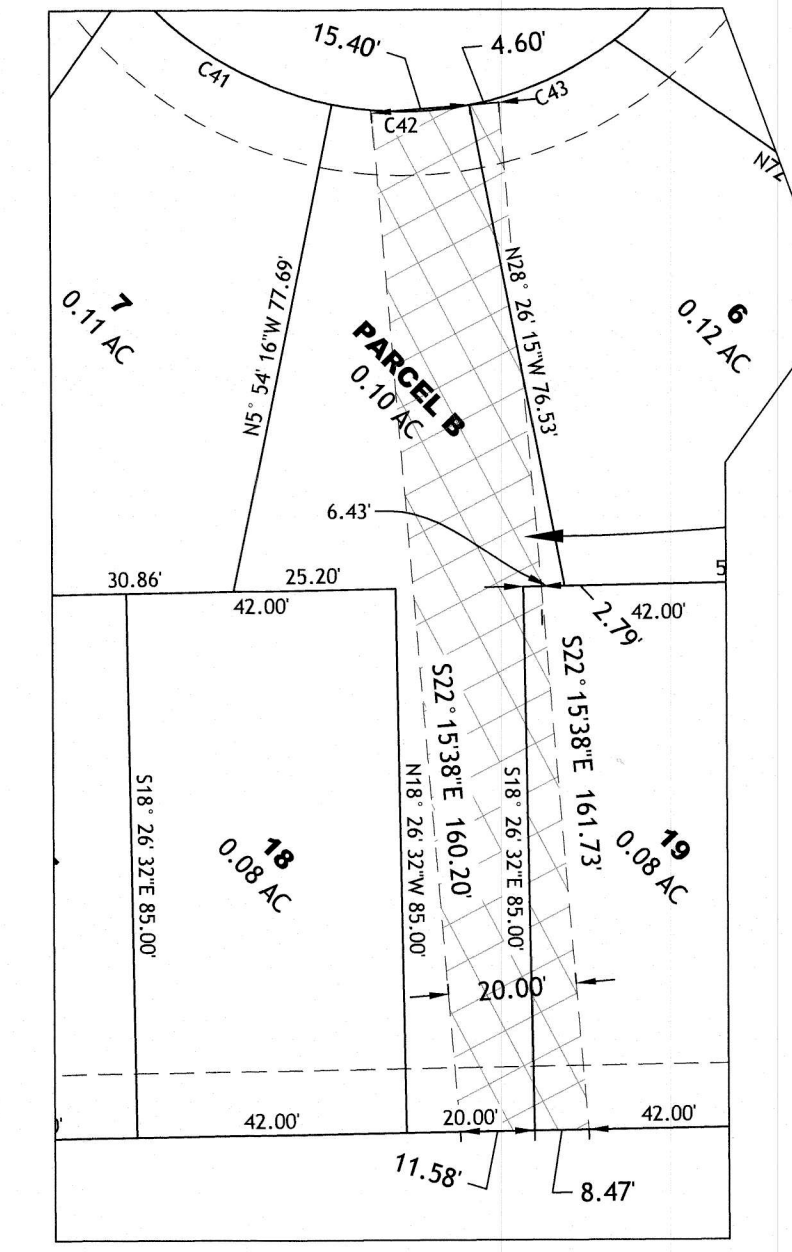 15.40'
4.60'
C41
C42
C43
N5° 54' 16"W 77.69'
N28° 26' 15"W 76.53'
7
0.11 AC
6
0.12 AC
PARCEL B
0.10 AC
6.43'
30.86'
25.20'
42.00'
42.00'
2.79'
5
S22°15'38"E 160.20'
S22°15'38"E 161.73'
S18° 26' 32"E 85.00'
N18° 26' 32"W 85.00'
S18° 26' 32"E 85.00'
18
0.08 AC
19
0.08 AC
20.00'
42.00'
20.00'
42.00'
11.58'
8.47'